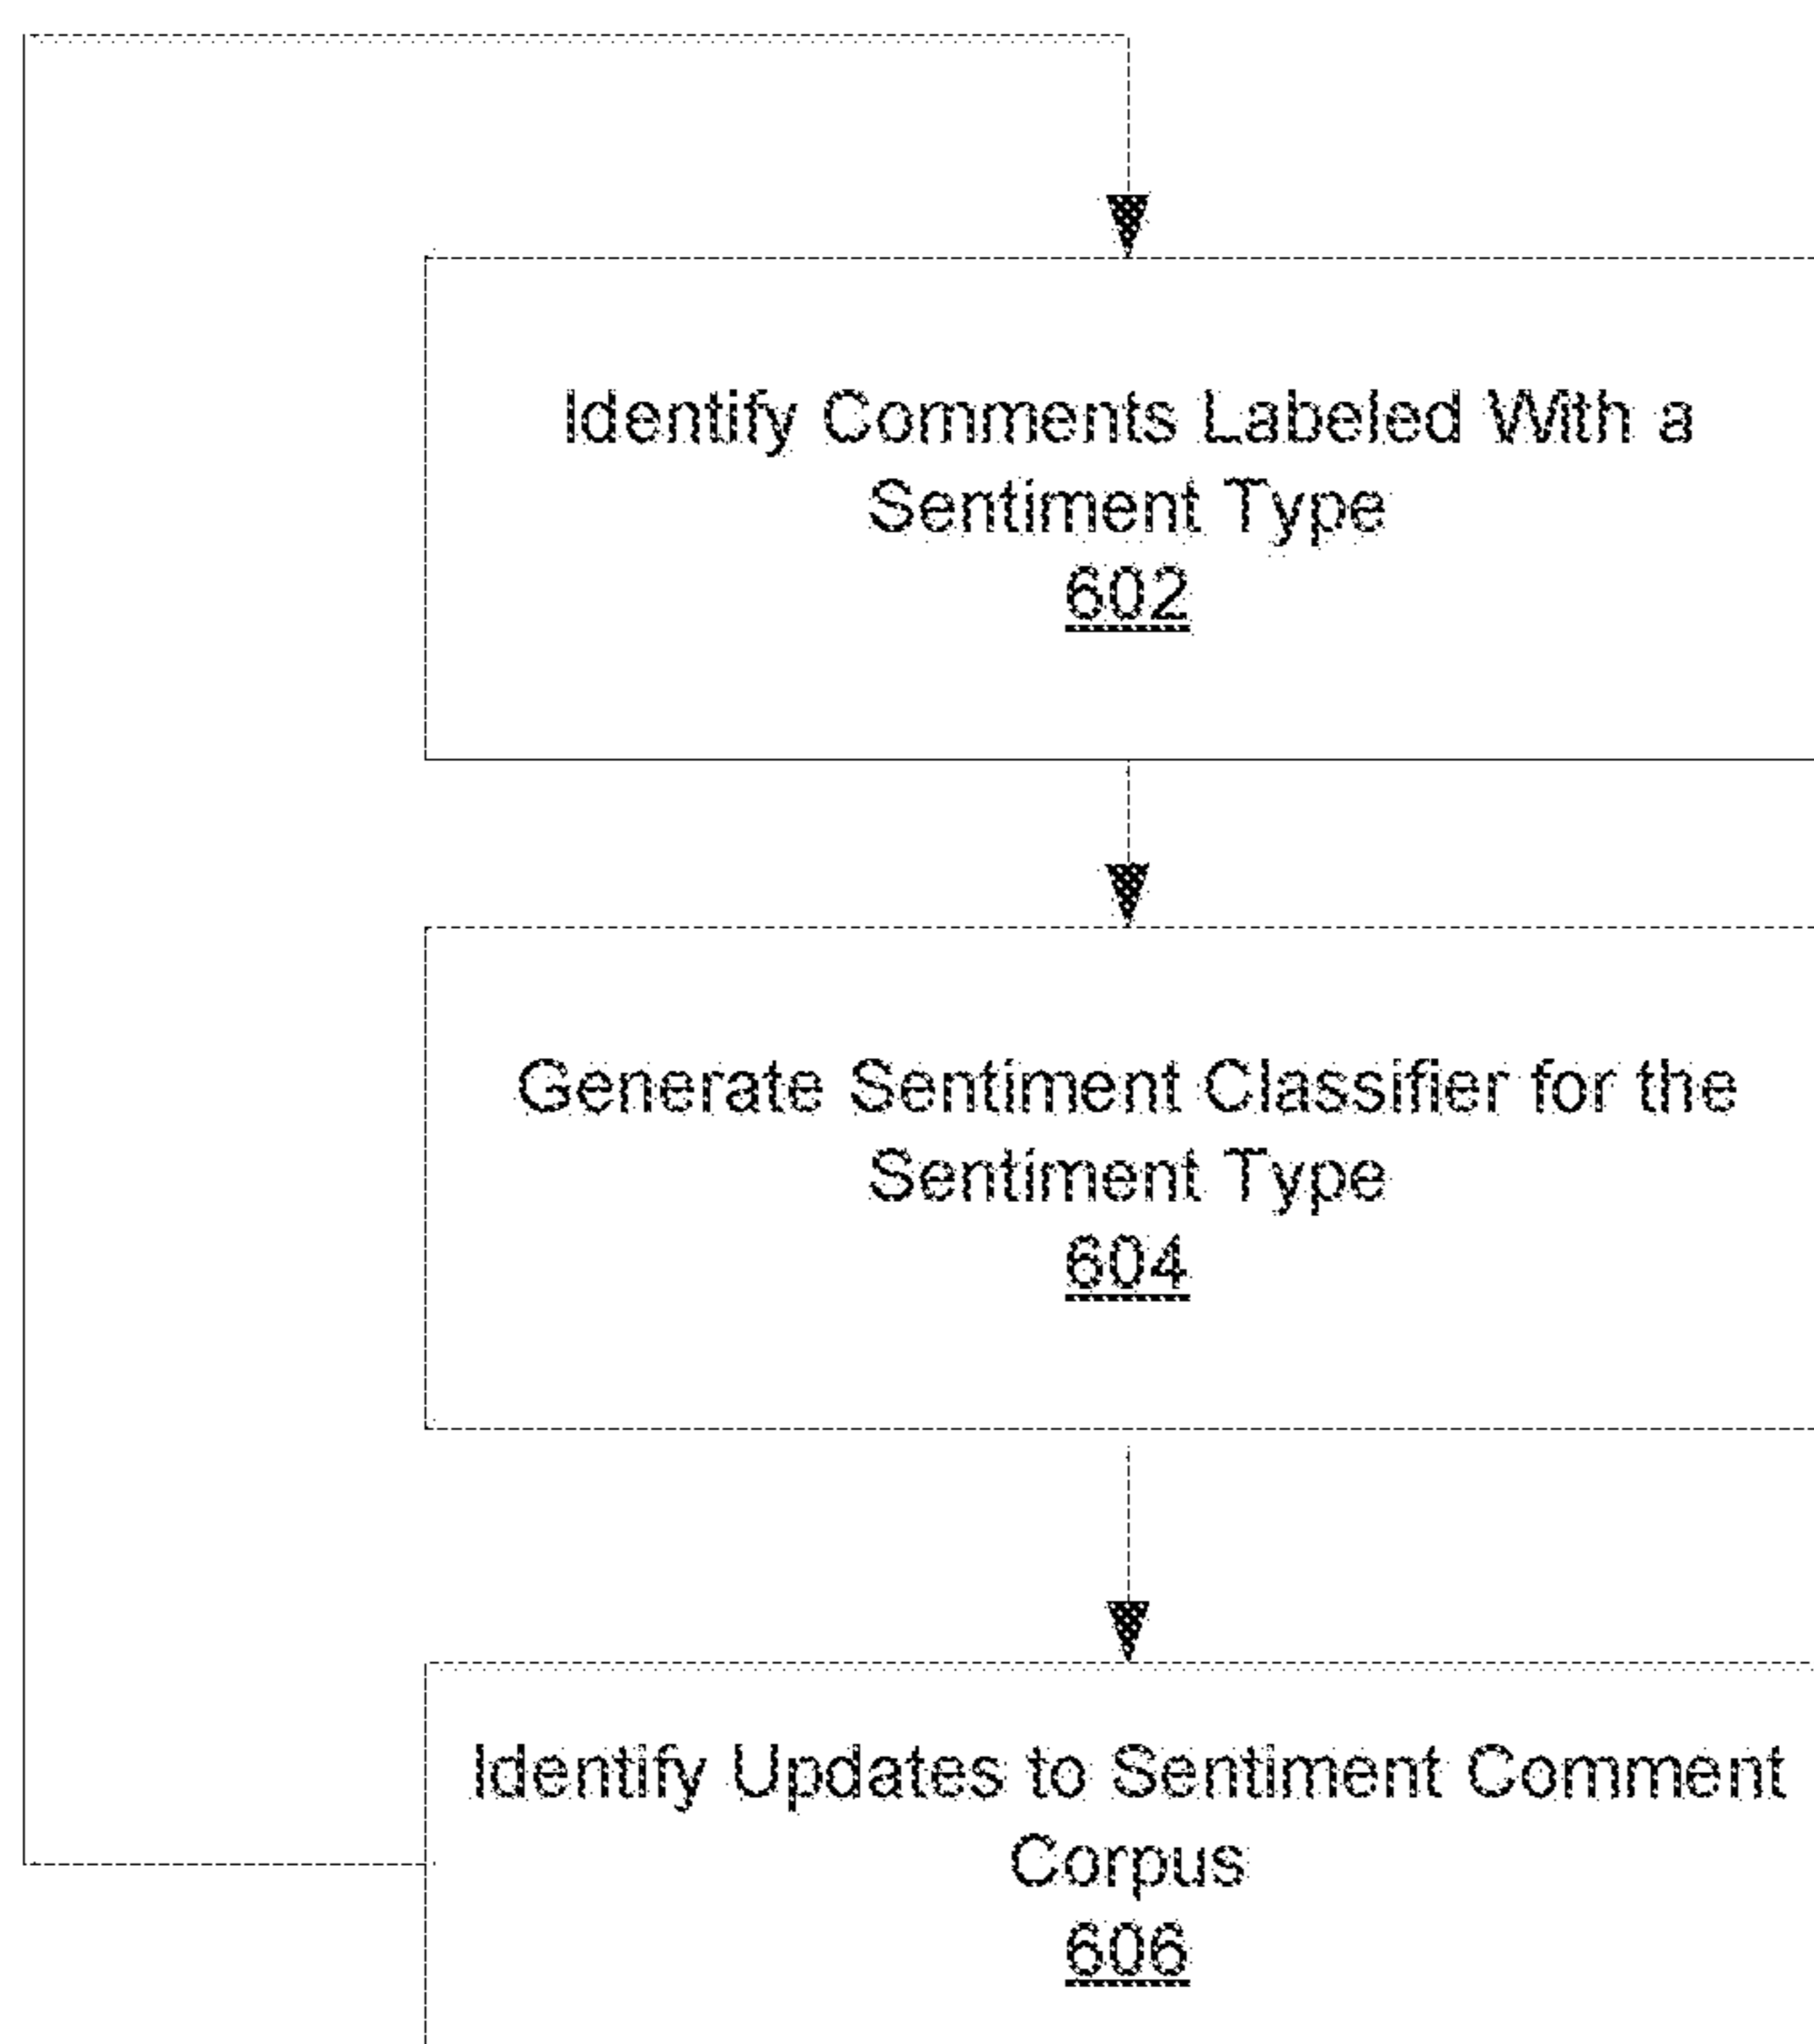 Identify Comments Labeled With a
Sentiment Type
602
Generate Sentiment Classifier for the
Sentiment Type
604
Identify Updates to Sentiment Comment
Corpus
606